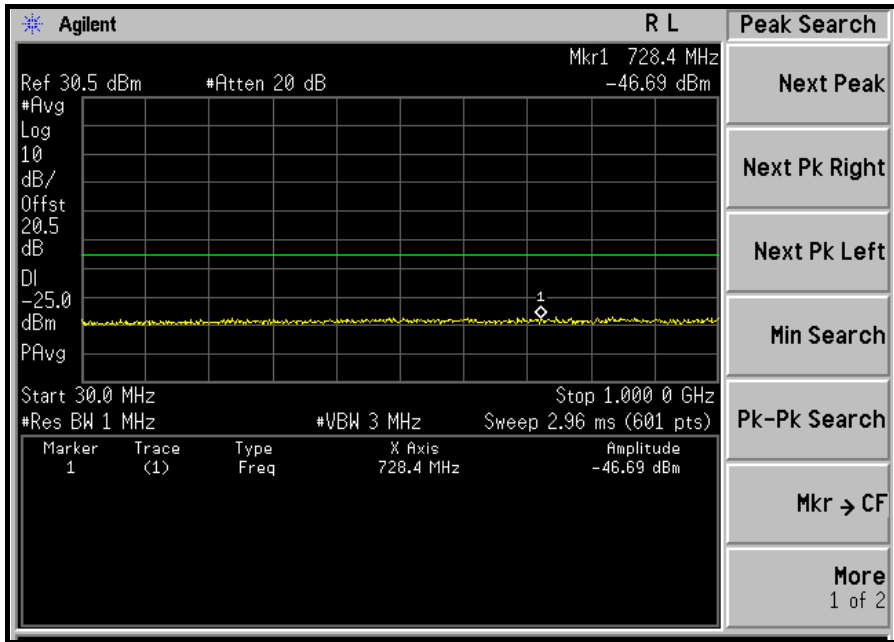 Agilent
R L
Peak Search
Mkr1 728.4 MHz
Ref 30.5 dBm #Atten 20 dB -46.69 dBm
#Avg
Log
10
dB/
Offst
20.5
dB
DI
-25.0
dBm
PAvg
1
Start 30.0 MHz Stop 1.000 0 GHz
#Res BW 1 MHz #VBW 3 MHz Sweep 2.96 ms (601 pts)
Marker Trace Type X Axis Amplitude
1 (1) Freq 728.4 MHz -46.69 dBm
Next Peak
Next Pk Right
Next Pk Left
Min Search
Pk-Pk Search
Mkr → CF
More
1 of 2